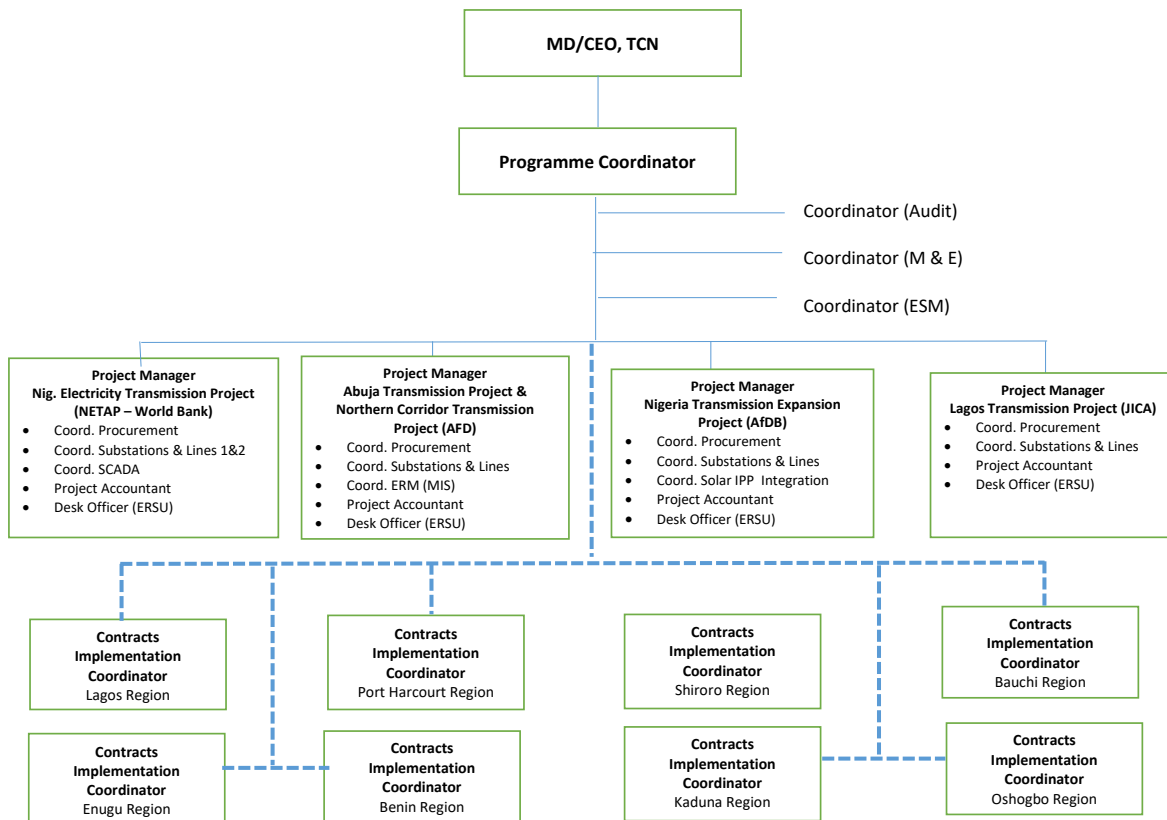 MD/CEO, TCN
Programme Coordinator
Coordinator (Audit)
Coordinator (M & E)
Coordinator (ESM)
Project Manager
Nig. Electricity Transmission Project
(NETAP – World Bank)
• Coord. Procurement
• Coord. Substations & Lines 1&2
• Coord. SCADA
• Project Accountant
• Desk Officer (ERSU)
Project Manager
Abuja Transmission Project &
Northern Corridor Transmission
Project (AFD)
• Coord. Procurement
• Coord. Substations & Lines
• Coord. ERM (MIS)
• Project Accountant
• Desk Officer (ERSU)
Project Manager
Nigeria Transmission Expansion
Project (AfDB)
• Coord. Procurement
• Coord. Substations & Lines
• Coord. Solar IPP Integration
• Project Accountant
• Desk Officer (ERSU)
Project Manager
Lagos Transmission Project (JICA)
• Coord. Procurement
• Coord. Substations & Lines
• Project Accountant
• Desk Officer (ERSU)
Contracts
Implementation
Coordinator
Lagos Region
Contracts
Implementation
Coordinator
Port Harcourt Region
Contracts
Implementation
Coordinator
Shiroro Region
Contracts
Implementation
Coordinator
Bauchi Region
Contracts
Implementation
Coordinator
Enugu Region
Contracts
Implementation
Coordinator
Benin Region
Contracts
Implementation
Coordinator
Kaduna Region
Contracts
Implementation
Coordinator
Oshogbo Region